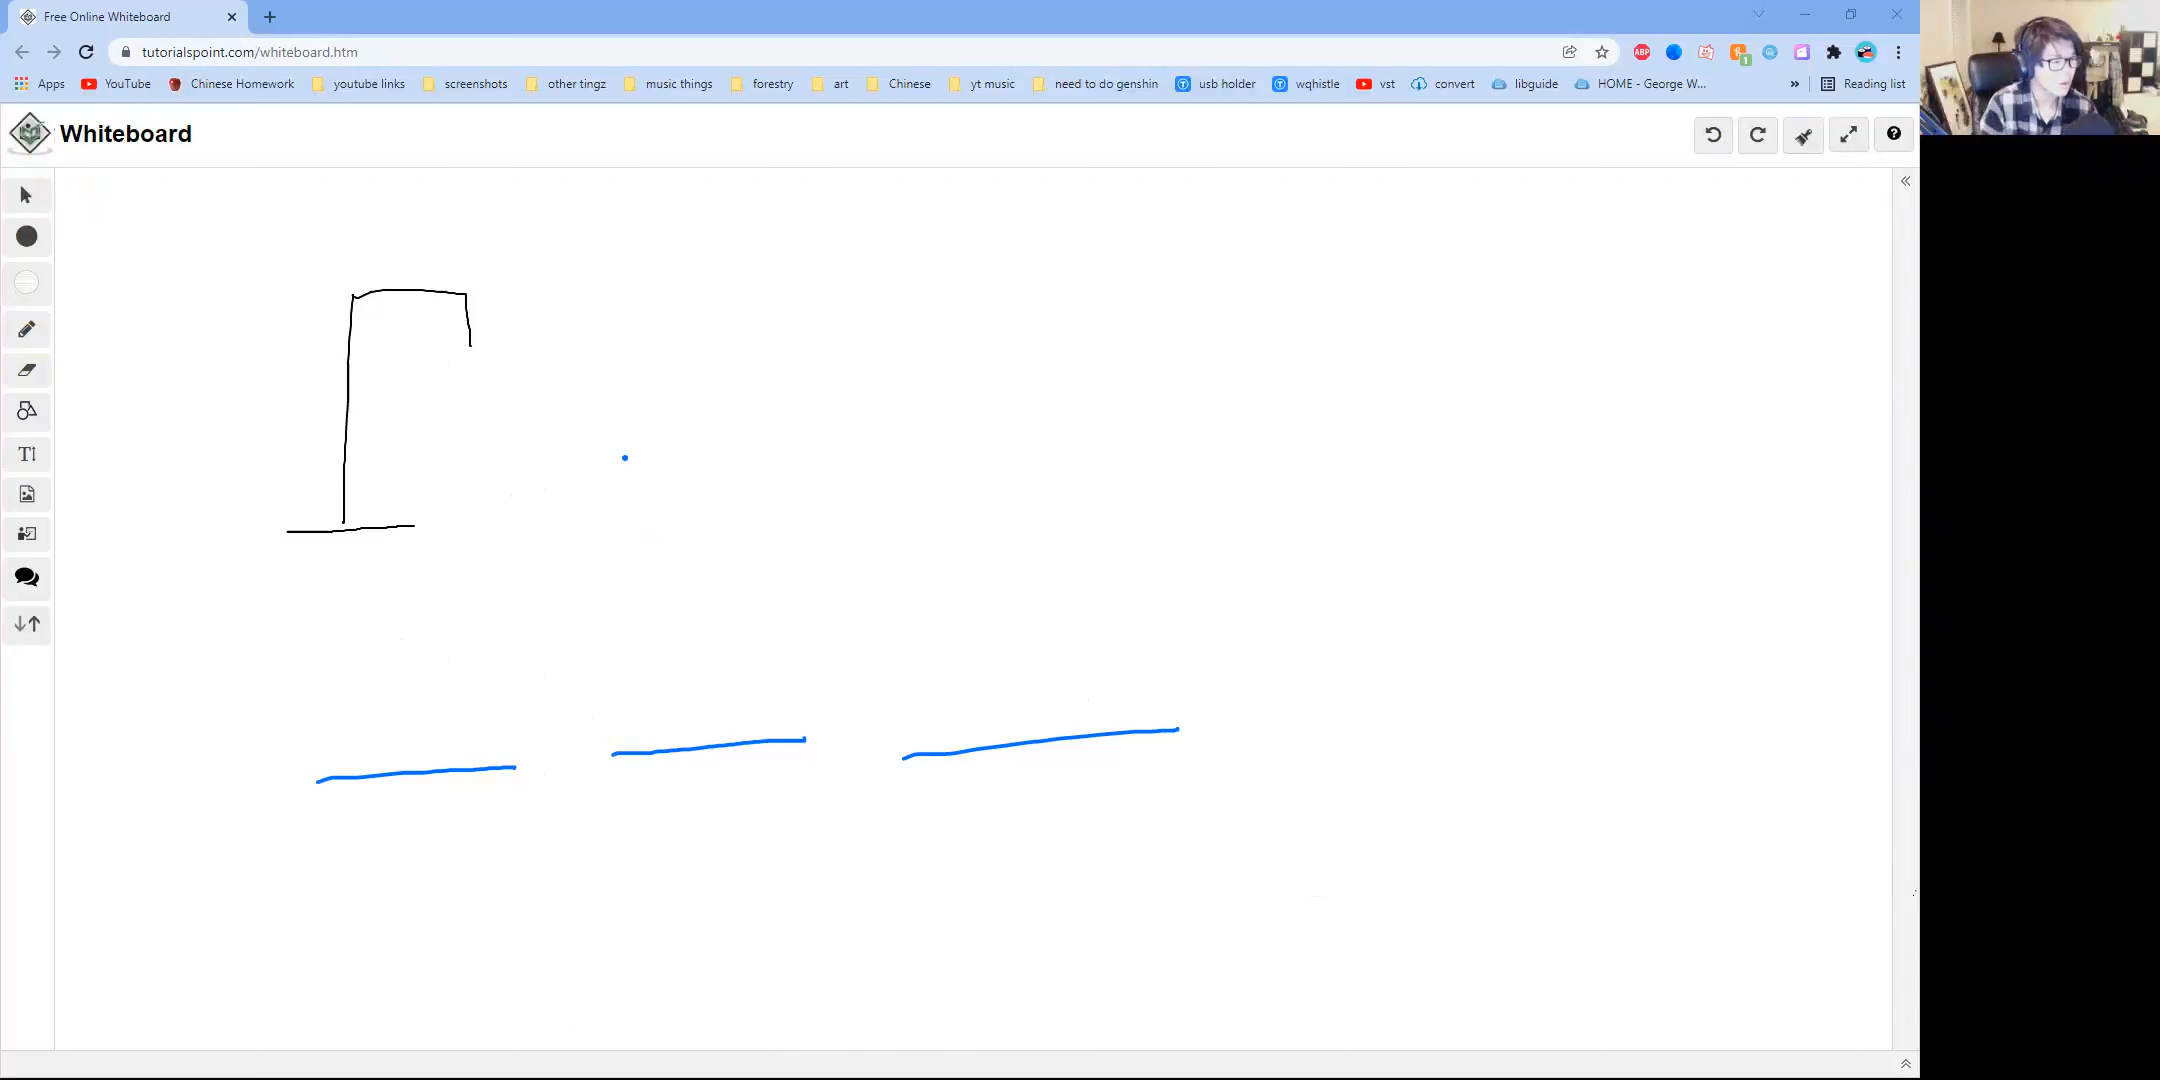 Free Online Whiteboard
tutorialspoint.com/whiteboard.htm
ABP
1
Apps YouTube Chinese Homework youtube links screenshots other tingz music things forestry art Chinese yt music need to do genshin usb holder wqhistle vst convert libguide HOME - George W... » Reading list
Whiteboard